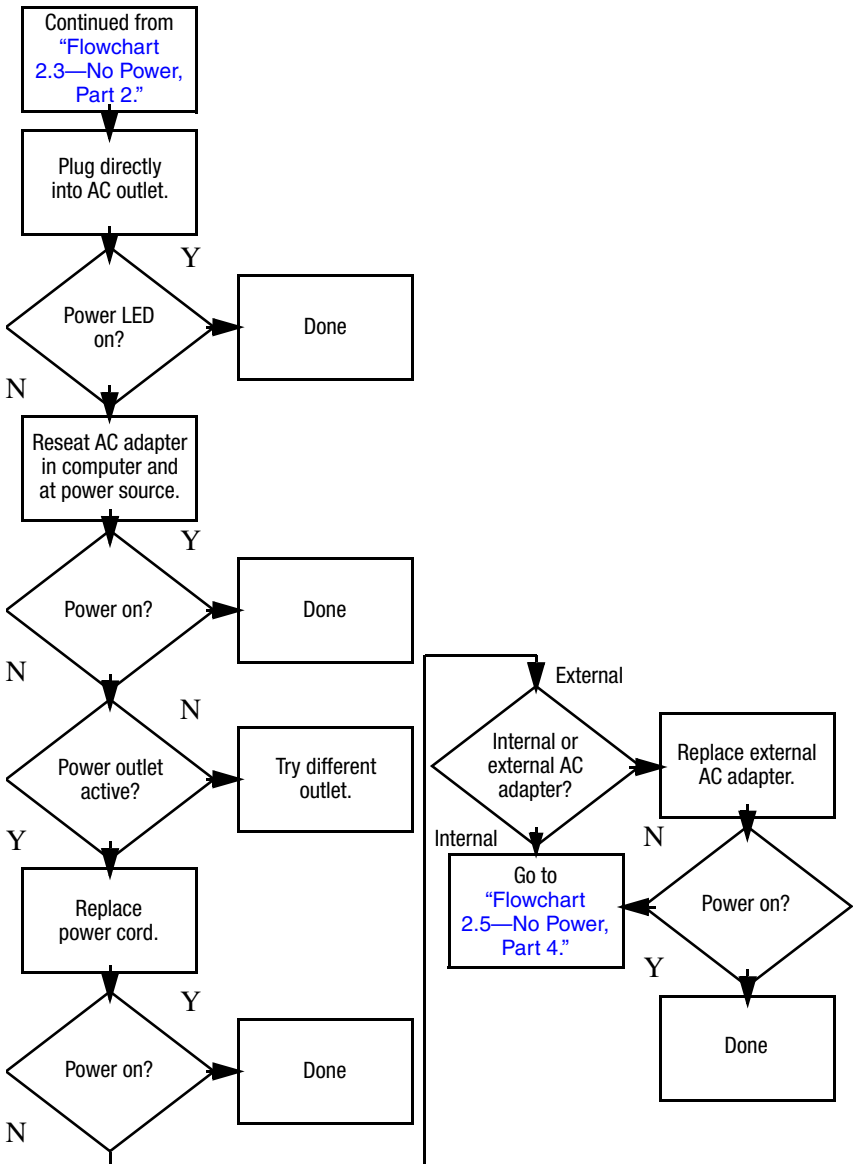 Continued from
“Flowchart
2.3—No Power,
Part 2.”
Plug directly
into AC outlet.
Y
Power LED
on?
Done
N
Reseat AC adapter
in computer and
at power source.
Y
Power on?
Done
N
N
Power outlet
active?
Try different
outlet.
Y
Replace
power cord.
Y
Power on?
Done
N
External
Internal or
external AC
adapter?
Replace external
AC adapter.
Internal
N
Go to
“Flowchart
2.5—No Power,
Part 4.”
Power on?
Y
Done